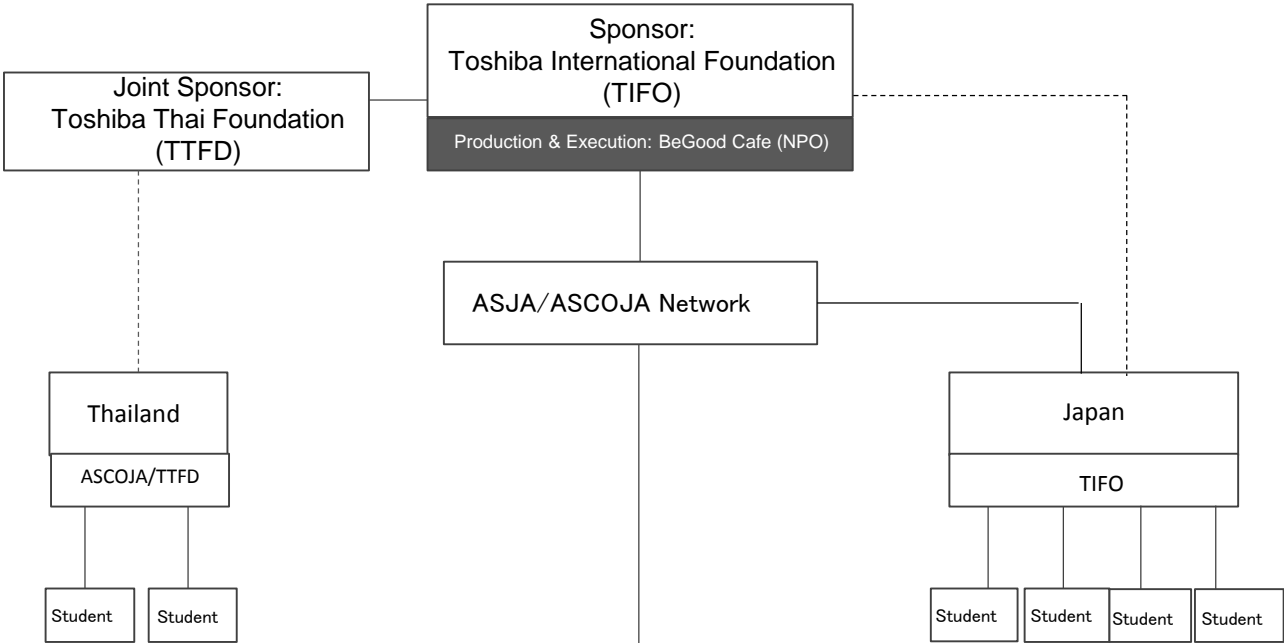 Sponsor:
Toshiba International Foundation
(TIFO)
Production & Execution: BeGood Cafe (NPO)
Joint Sponsor:
Toshiba Thai Foundation
(TTFD)
ASJA/ASCOJA Network
Thailand
ASCOJA/TTFD
Student
Student
Japan
TIFO
Student
Student
Student
Student